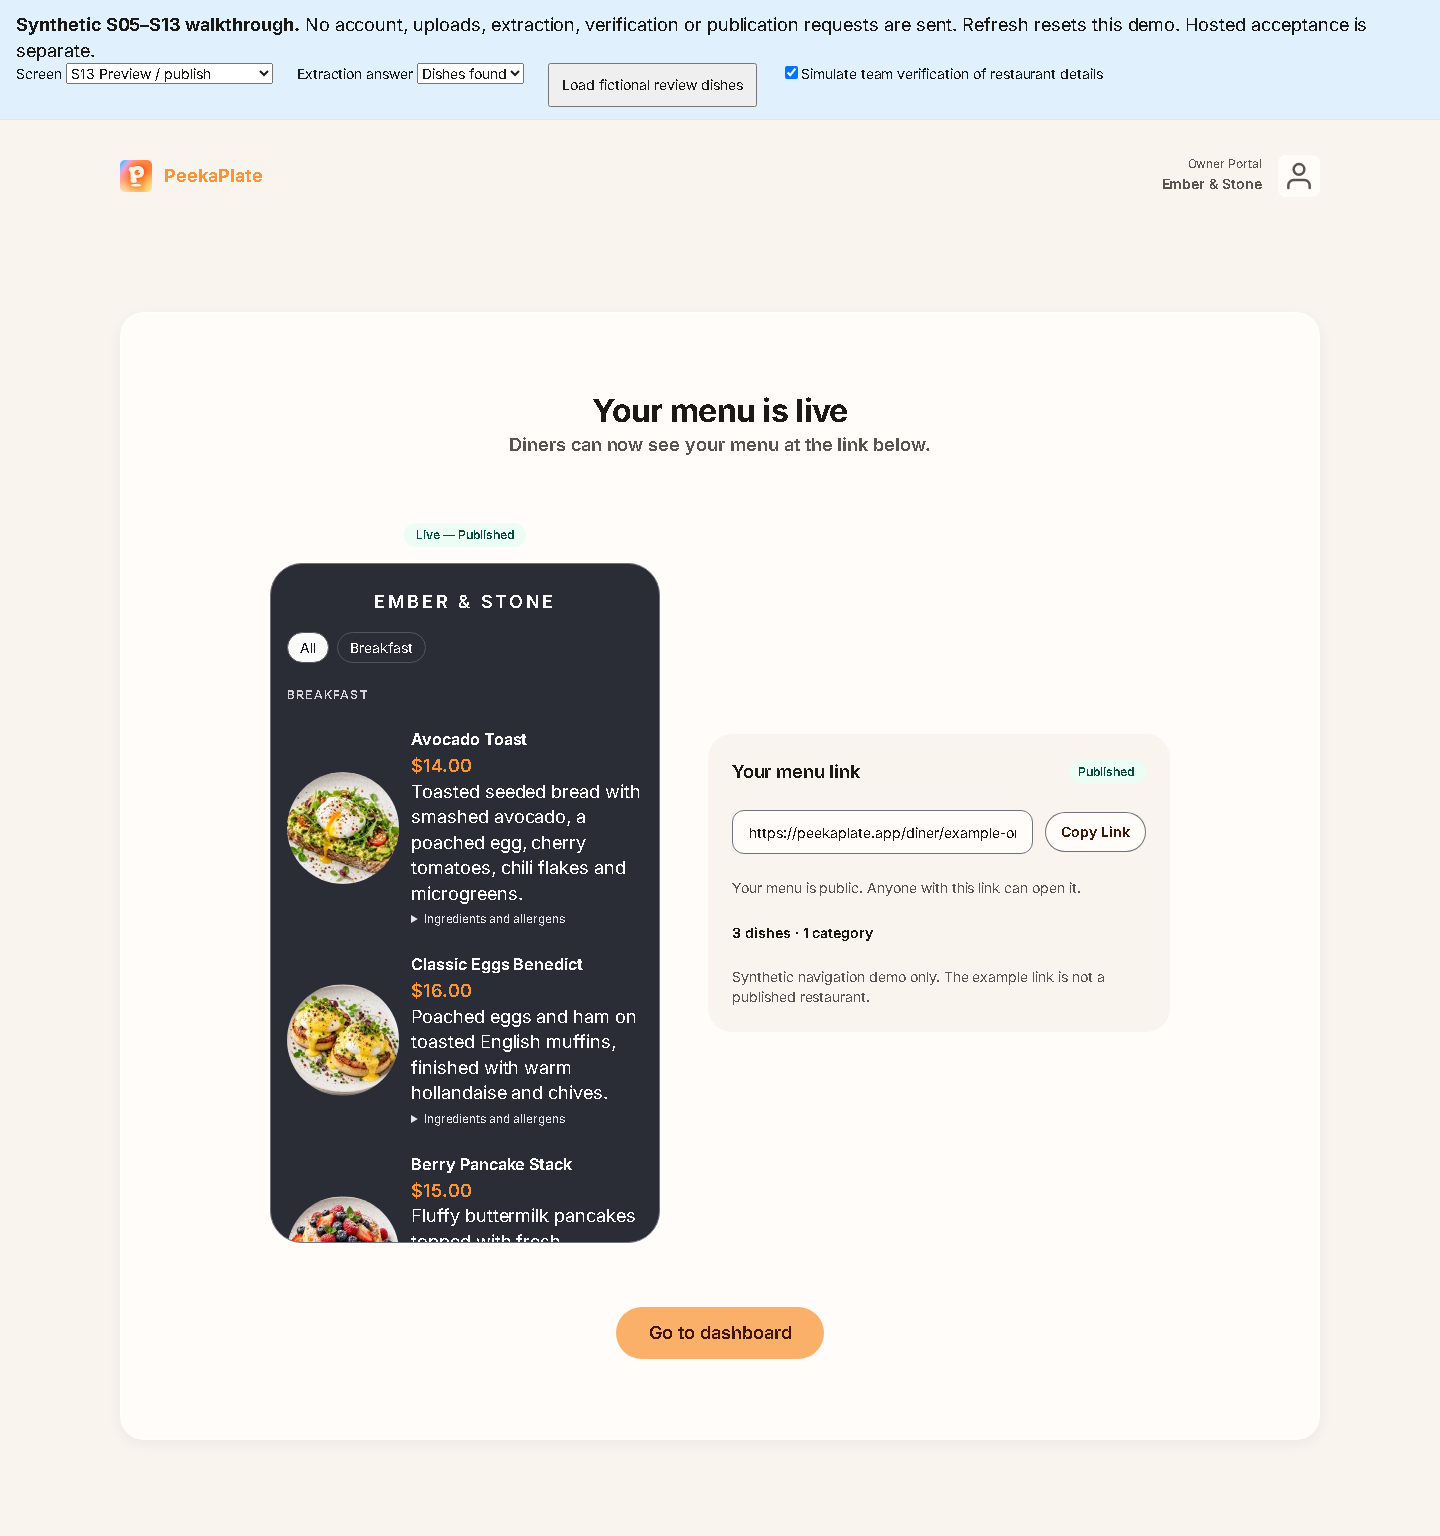 Synthetic S05–S13 walkthrough. No account, uploads, extraction, verification or publication requests are sent. Refresh resets this demo. Hosted acceptance is
separate.
Screen S13 Preview / publish Extraction answer Dishes found Load fictional review dishes Simulate team verification of restaurant details
PeekaPlate
Owner Portal
Ember & Stone
Your menu is live
Diners can now see your menu at the link below.
Live — Published
EMBER & STONE
All Breakfast
BREAKFAST
Avocado Toast
$14.00
Toasted seeded bread with
smashed avocado, a
poached egg, cherry
tomatoes, chili flakes and
microgreens.
Ingredients and allergens
Classic Eggs Benedict
$16.00
Poached eggs and ham on
toasted English muffins,
finished with warm
hollandaise and chives.
Ingredients and allergens
Berry Pancake Stack
$15.00
Fluffy buttermilk pancakes
topped with fresh
Your menu link Published
https://peekaplate.app/diner/example-or Copy Link
Your menu is public. Anyone with this link can open it.
3 dishes · 1 category
Synthetic navigation demo only. The example link is not a
published restaurant.
Go to dashboard